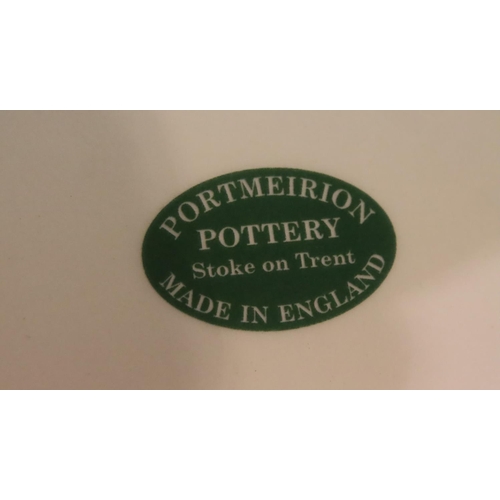 PORTMEIRION
POTTERY
Stoke on Trent
MADE IN ENGLAND